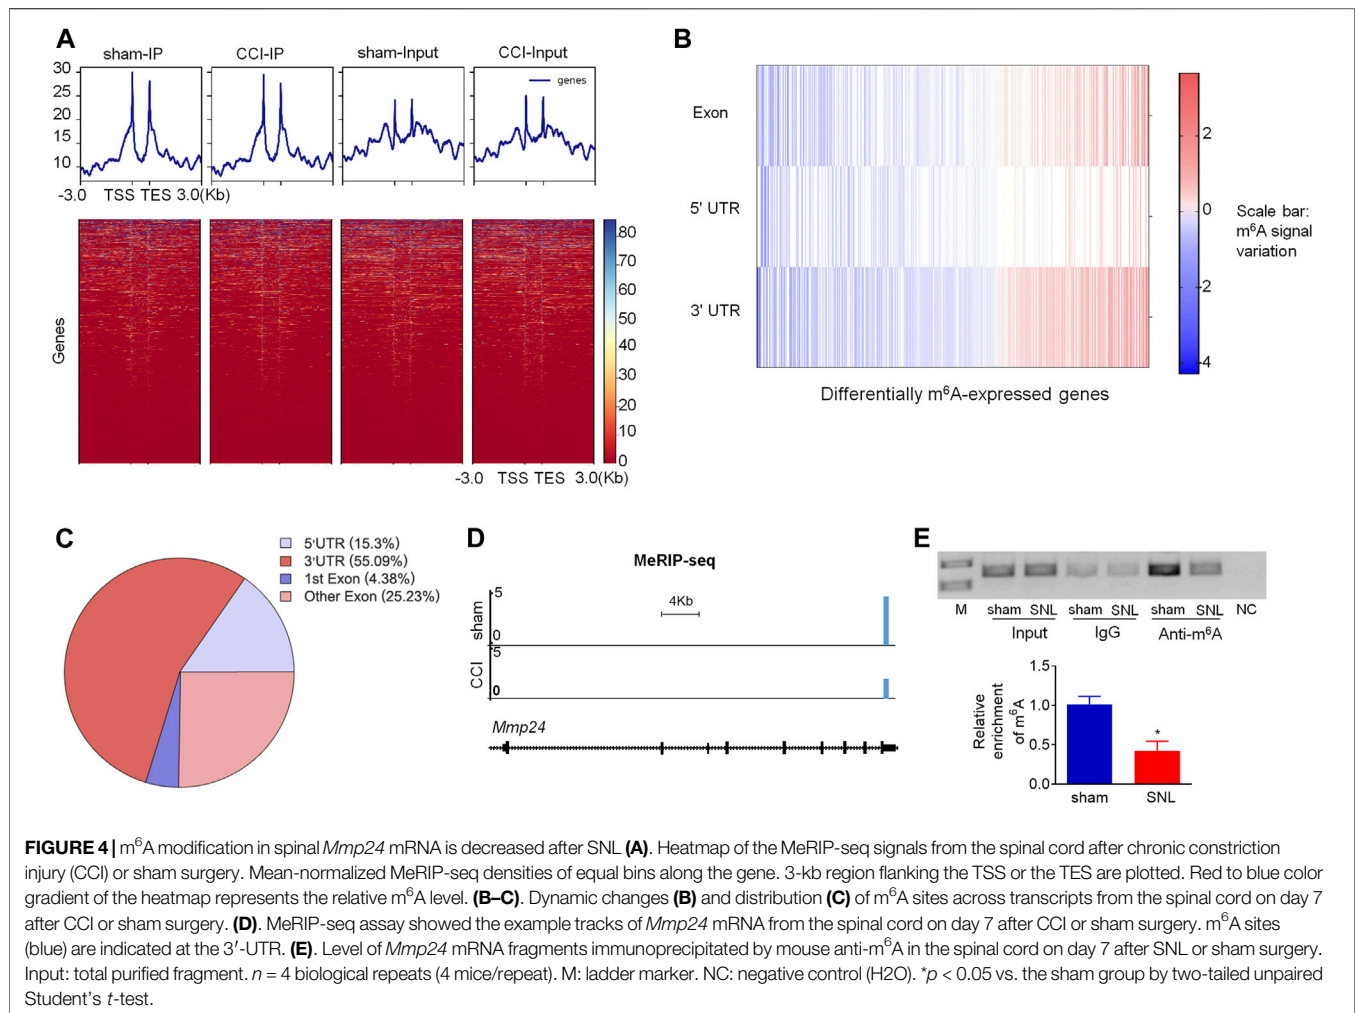 A
sham-IP CCI-IP sham-Input CCI-Input
30
25
20
15
10
genes
-3.0 TSS TES 3.0(Kb)
Genes
80
70
60
50
40
30
20
10
0
-3.0 TSS TES 3.0(Kb)
B
Exon
5' UTR
3' UTR
2
0
2
-4
Scale bar:
m⁶A signal
variation
Differentially m⁶A-expressed genes
C
5'UTR (15.3%)
3'UTR (55.09%)
1st Exon (4.38%)
Other Exon (25.23%)
D
MeRIP-seq
4Kb
sham
5
0
CCI
5
0
Mmp24
E
M sham SNL sham SNL sham SNL NC
Input IgG Anti-m⁶A
Relative
enrichment
of m⁶A
1.5
1.0
0.5
0.0
*
sham SNL
FIGURE 4 | m⁶A modification in spinal Mmp24 mRNA is decreased after SNL (A). Heatmap of the MeRIP-seq signals from the spinal cord after chronic constriction
injury (CCI) or sham surgery. Mean-normalized MeRIP-seq densities of equal bins along the gene. 3-kb region flanking the TSS or the TES are plotted. Red to blue color
gradient of the heatmap represents the relative m⁶A level. (B–C). Dynamic changes (B) and distribution (C) of m⁶A sites across transcripts from the spinal cord on day 7
after CCI or sham surgery. (D). MeRIP-seq assay showed the example tracks of Mmp24 mRNA from the spinal cord on day 7 after CCI or sham surgery. m⁶A sites
(blue) are indicated at the 3′-UTR. (E). Level of Mmp24 mRNA fragments immunoprecipitated by mouse anti-m⁶A in the spinal cord on day 7 after SNL or sham surgery.
Input: total purified fragment. n = 4 biological repeats (4 mice/repeat). M: ladder marker. NC: negative control (H2O). *p < 0.05 vs. the sham group by two-tailed unpaired
Student's t-test.